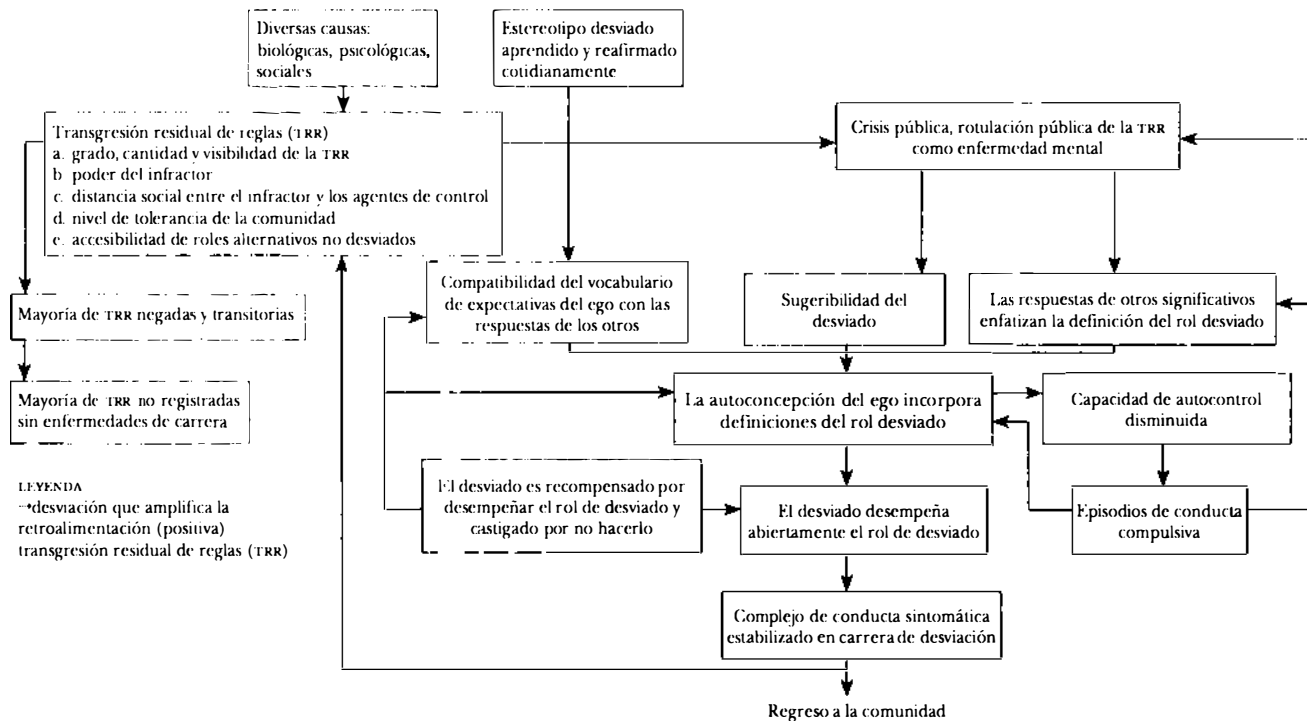 Diversas causas:
biológicas, psicológicas,
sociales
Estereotipo desviado
aprendido y reafirmado
cotidianamente
Transgresión residual de reglas (TRR)
a. grado, cantidad y visibilidad de la TRR
b poder del infractor
c. distancia social entre el infractor y los agentes de control
d. nivel de tolerancia de la comunidad
e. accesibilidad de roles alternativos no desviados
Crisis pública, rotulación pública de la TRR
como enfermedad mental
Mayoría de TRR negadas y transitorias
Compatibilidad del vocabulario
de expectativas del ego con las
respuestas de los otros
Sugeribilidad del
desviado
Las respuestas de otros significativos
enfatizan la definición del rol desviado
Mayoría de TRR no registradas
sin enfermedades de carrera
La autoconcepción del ego incorpora
definiciones del rol desviado
Capacidad de autocontrol
disminuida
LEYENDA
→desviación que amplifica la
retroalimentación (positiva)
transgresión residual de reglas (TRR)
El desviado es recompensado por
desempeñar el rol de desviado y
castigado por no hacerlo
El desviado desempeña
abiertamente el rol de desviado
Episodios de conducta
compulsiva
Complejo de conducta sintomática
estabilizado en carrera de desviación
Regreso a la comunidad